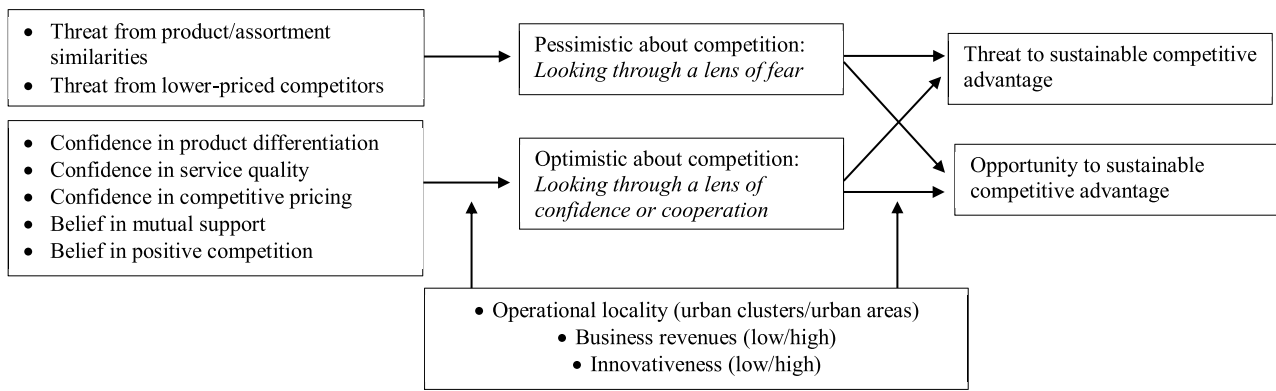 • Threat from product/assortment
similarities
• Threat from lower-priced competitors
Pessimistic about competition:
Looking through a lens of fear
Threat to sustainable competitive
advantage
• Confidence in product differentiation
• Confidence in service quality
• Confidence in competitive pricing
• Belief in mutual support
• Belief in positive competition
Optimistic about competition:
Looking through a lens of
confidence or cooperation
Opportunity to sustainable
competitive advantage
• Operational locality (urban clusters/urban areas)
• Business revenues (low/high)
• Innovativeness (low/high)